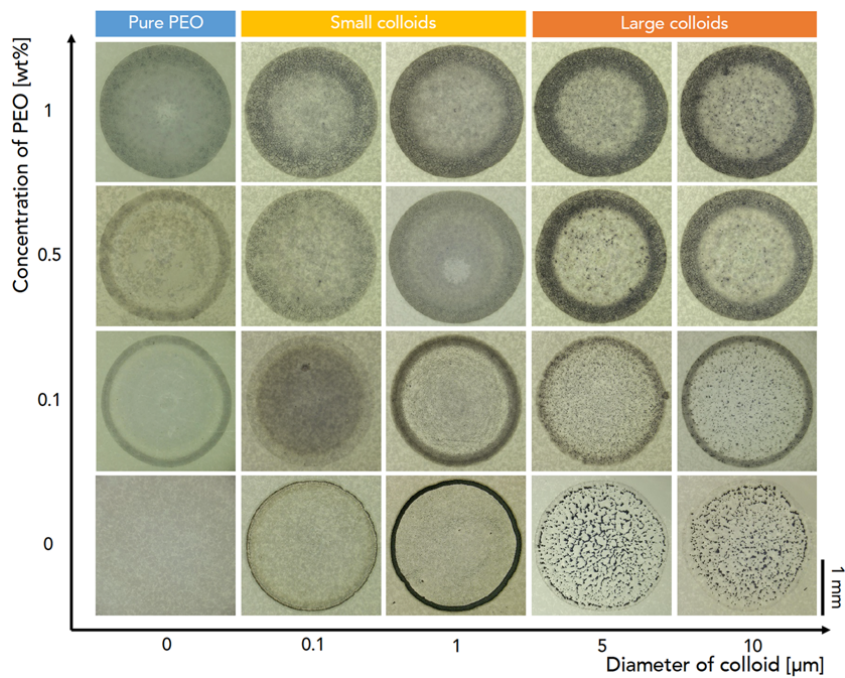 Pure PEO
Small colloids
Large colloids
Concentration of PEO [wt%]
1
0.5
0.1
0
0
0.1
1
5
10
Diameter of colloid [μm]
1 mm